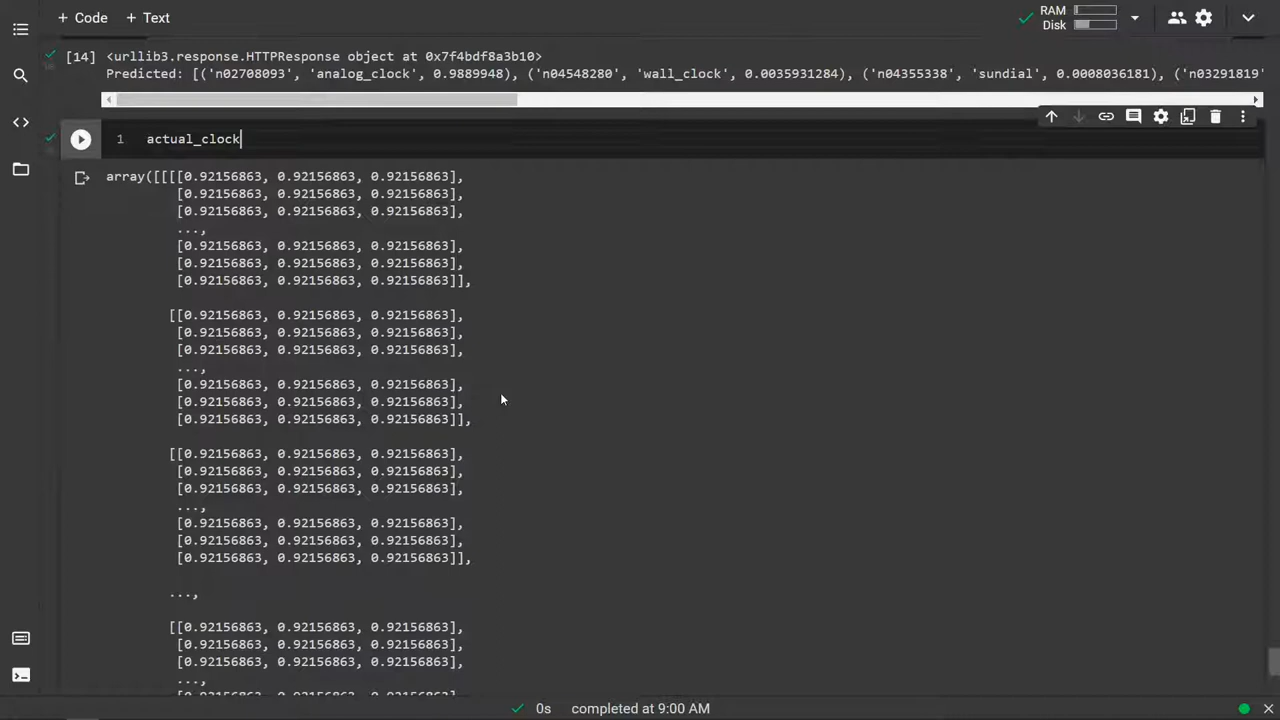 + Code + Text
RAM
Disk
[14] <urllib3.response.HTTPResponse object at 0x7f4bdf8a3b10>
Predicted: [('n02708093', 'analog_clock', 0.9889948), ('n04548280', 'wall_clock', 0.0035931284), ('n04355338', 'sundial', 0.0008036181), ('n03291819'
1 actual_clock
array([[[[0.92156863, 0.92156863, 0.92156863],
[0.92156863, 0.92156863, 0.92156863],
[0.92156863, 0.92156863, 0.92156863],
...,
[0.92156863, 0.92156863, 0.92156863],
[0.92156863, 0.92156863, 0.92156863],
[0.92156863, 0.92156863, 0.92156863]],
[[0.92156863, 0.92156863, 0.92156863],
[0.92156863, 0.92156863, 0.92156863],
[0.92156863, 0.92156863, 0.92156863],
...,
[0.92156863, 0.92156863, 0.92156863],
[0.92156863, 0.92156863, 0.92156863],
[0.92156863, 0.92156863, 0.92156863]],
[[0.92156863, 0.92156863, 0.92156863],
[0.92156863, 0.92156863, 0.92156863],
[0.92156863, 0.92156863, 0.92156863],
...,
[0.92156863, 0.92156863, 0.92156863],
[0.92156863, 0.92156863, 0.92156863],
[0.92156863, 0.92156863, 0.92156863]],
...,
[[0.92156863, 0.92156863, 0.92156863],
[0.92156863, 0.92156863, 0.92156863],
[0.92156863, 0.92156863, 0.92156863],
...,
0s completed at 9:00 AM